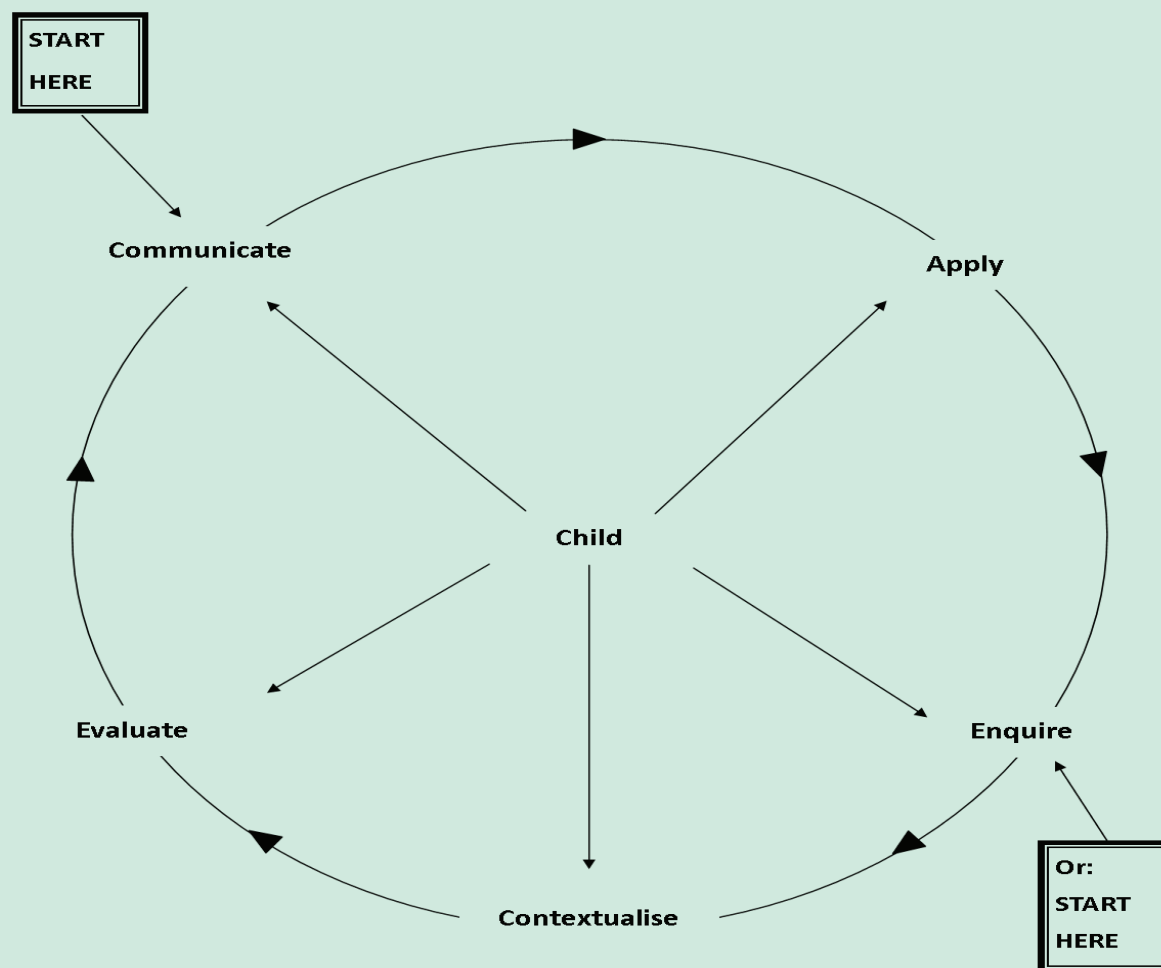 START
HERE
Communicate
Apply
Child
Evaluate
Enquire
Contextualise
Or:
START
HERE